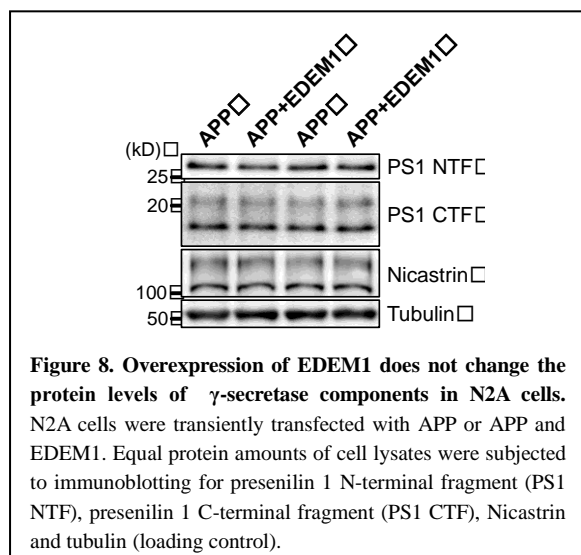 APP□ APP+EDEM1□ APP□ APP+EDEM1□
(kD)□
PS1 NTF□
25
20
PS1 CTF□
Nicastrin□
100
50 Tubulin□
Figure 8. Overexpression of EDEM1 does not change the
protein levels of γ-secretase components in N2A cells.
N2A cells were transiently transfected with APP or APP and
EDEM1. Equal protein amounts of cell lysates were subjected
to immunoblotting for presenilin 1 N-terminal fragment (PS1
NTF), presenilin 1 C-terminal fragment (PS1 CTF), Nicastrin
and tubulin (loading control).